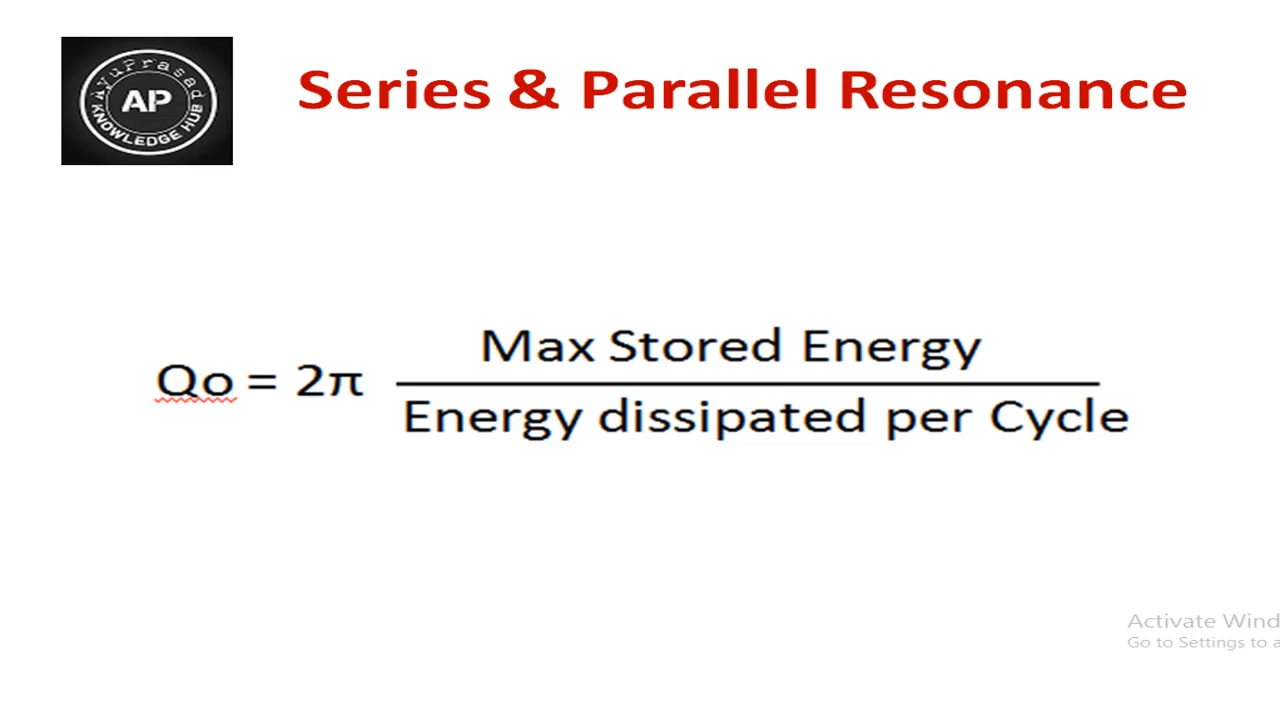 AyuPrasada
AP
KNOWLEDGE HUB
Series & Parallel Resonance
Qo = 2π
Max Stored Energy
Energy dissipated per Cycle
Activate Wind
Go to Settings to a